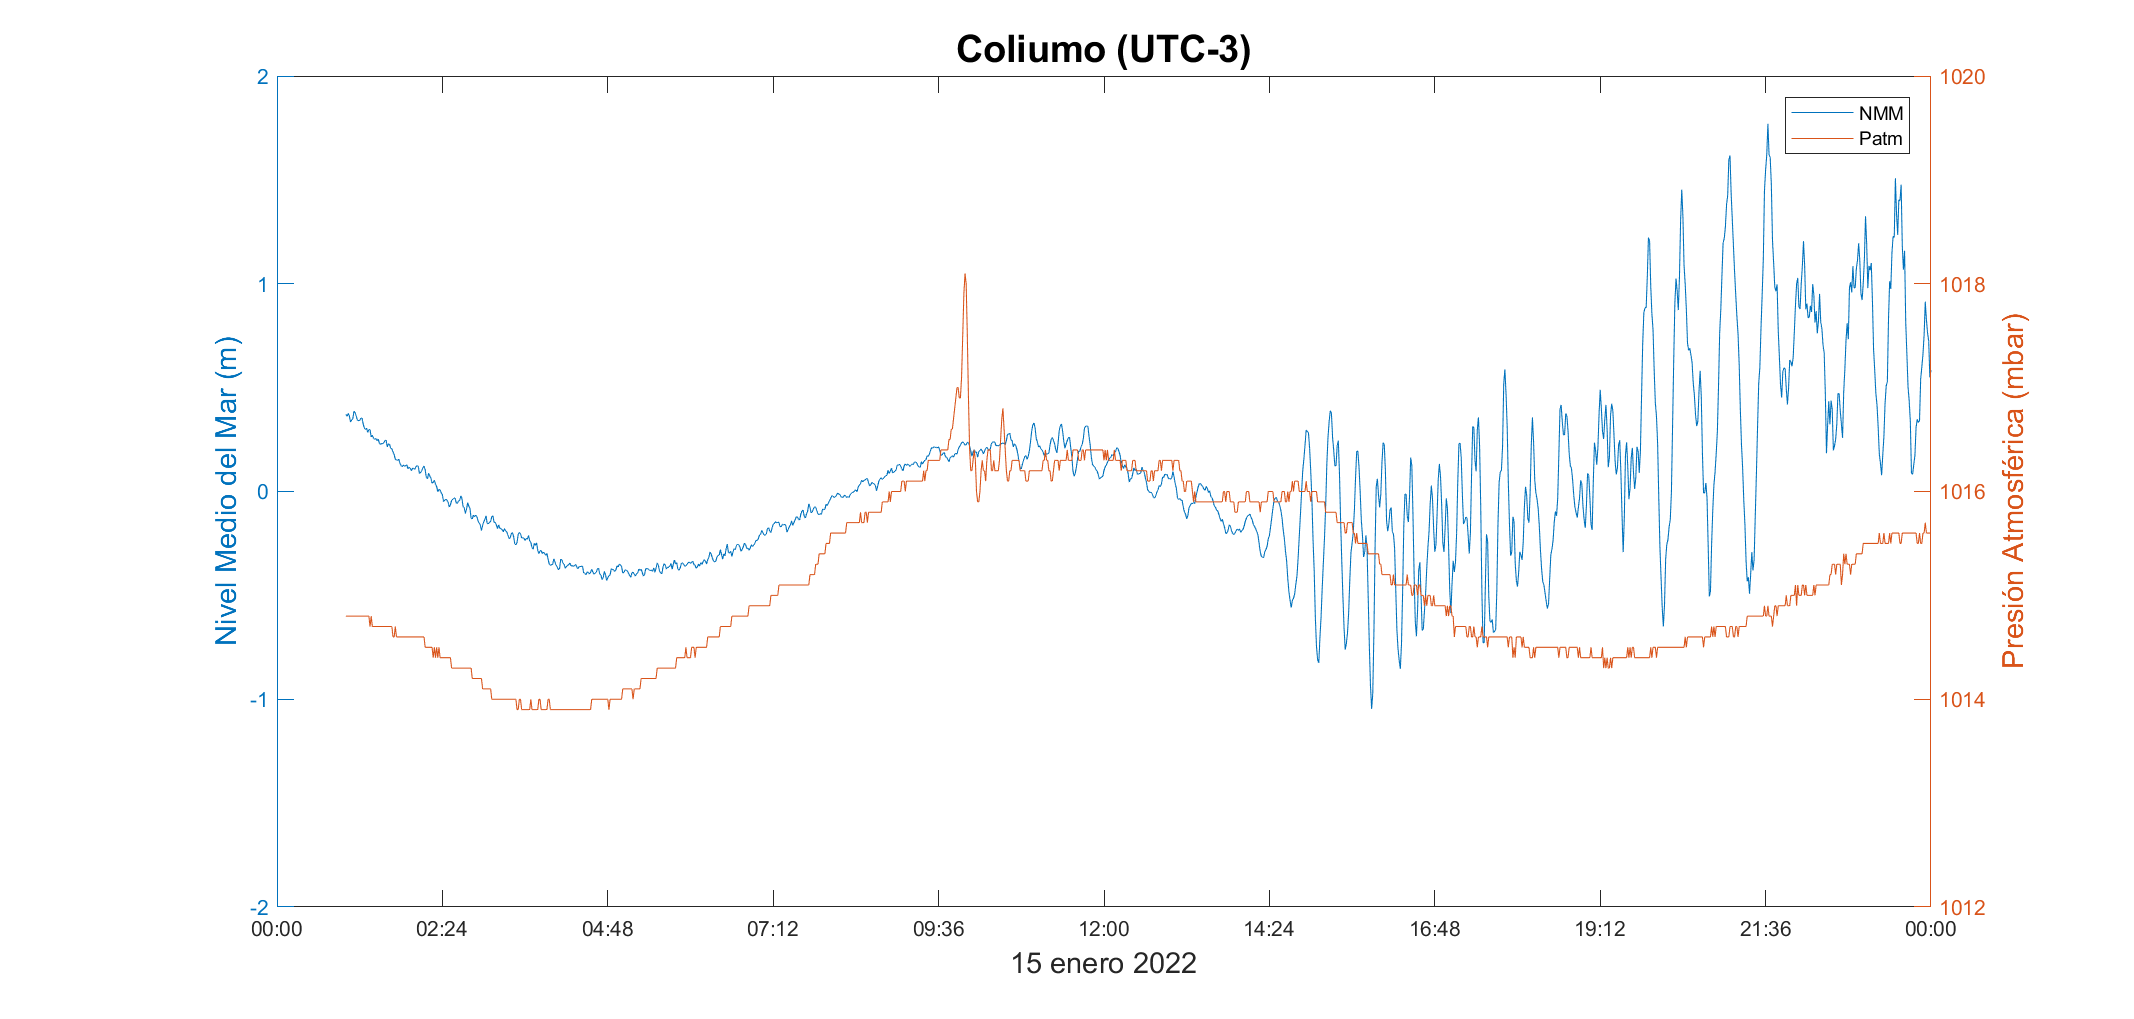 Coliumo (UTC-3)
2
1
0
-1
-2
Nivel Medio del Mar (m)
1020
1018
1016
1014
1012
Presión Atmosférica (mbar)
NMM
Patm
00:00 02:24 04:48 07:12 09:36 12:00 14:24 16:48 19:12 21:36 00:00
15 enero 2022